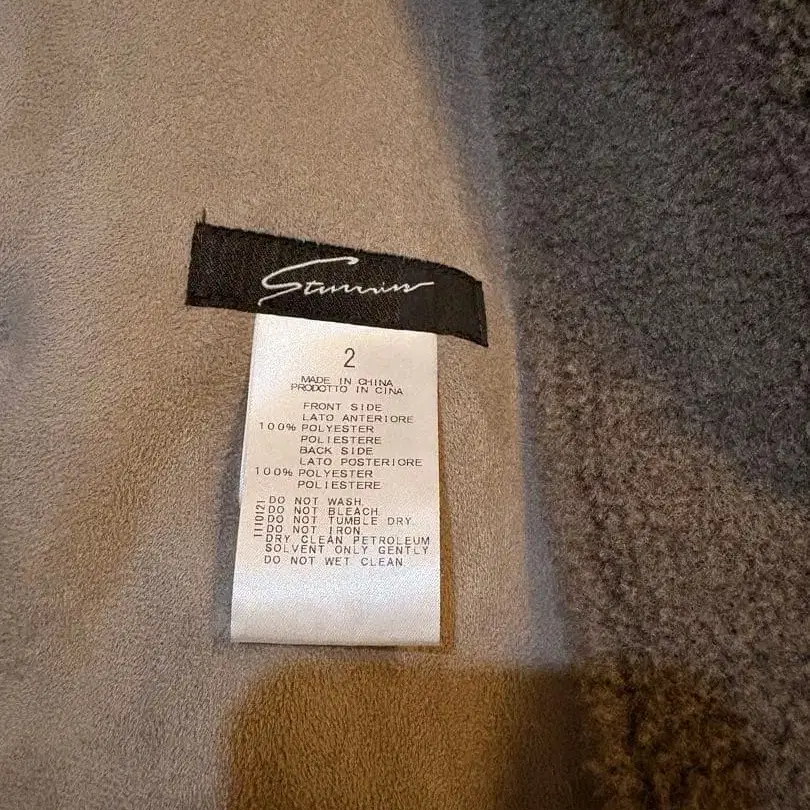 2
MADE IN CHINA
PRODOTTO IN CINA
FRONT SIDE
LATO ANTERIORE
100% POLYESTER
POLIESTERE
BACK SIDE
LATO POSTERIORE
100% POLYESTER
POLIESTERE
DO NOT WASH.
DO NOT BLEACH.
DO NOT TUMBLE DRY.
DO NOT IRON.
DRY CLEAN PETROLEUM
SOLVENT ONLY GENTLY
DO NOT WET CLEAN
1110121